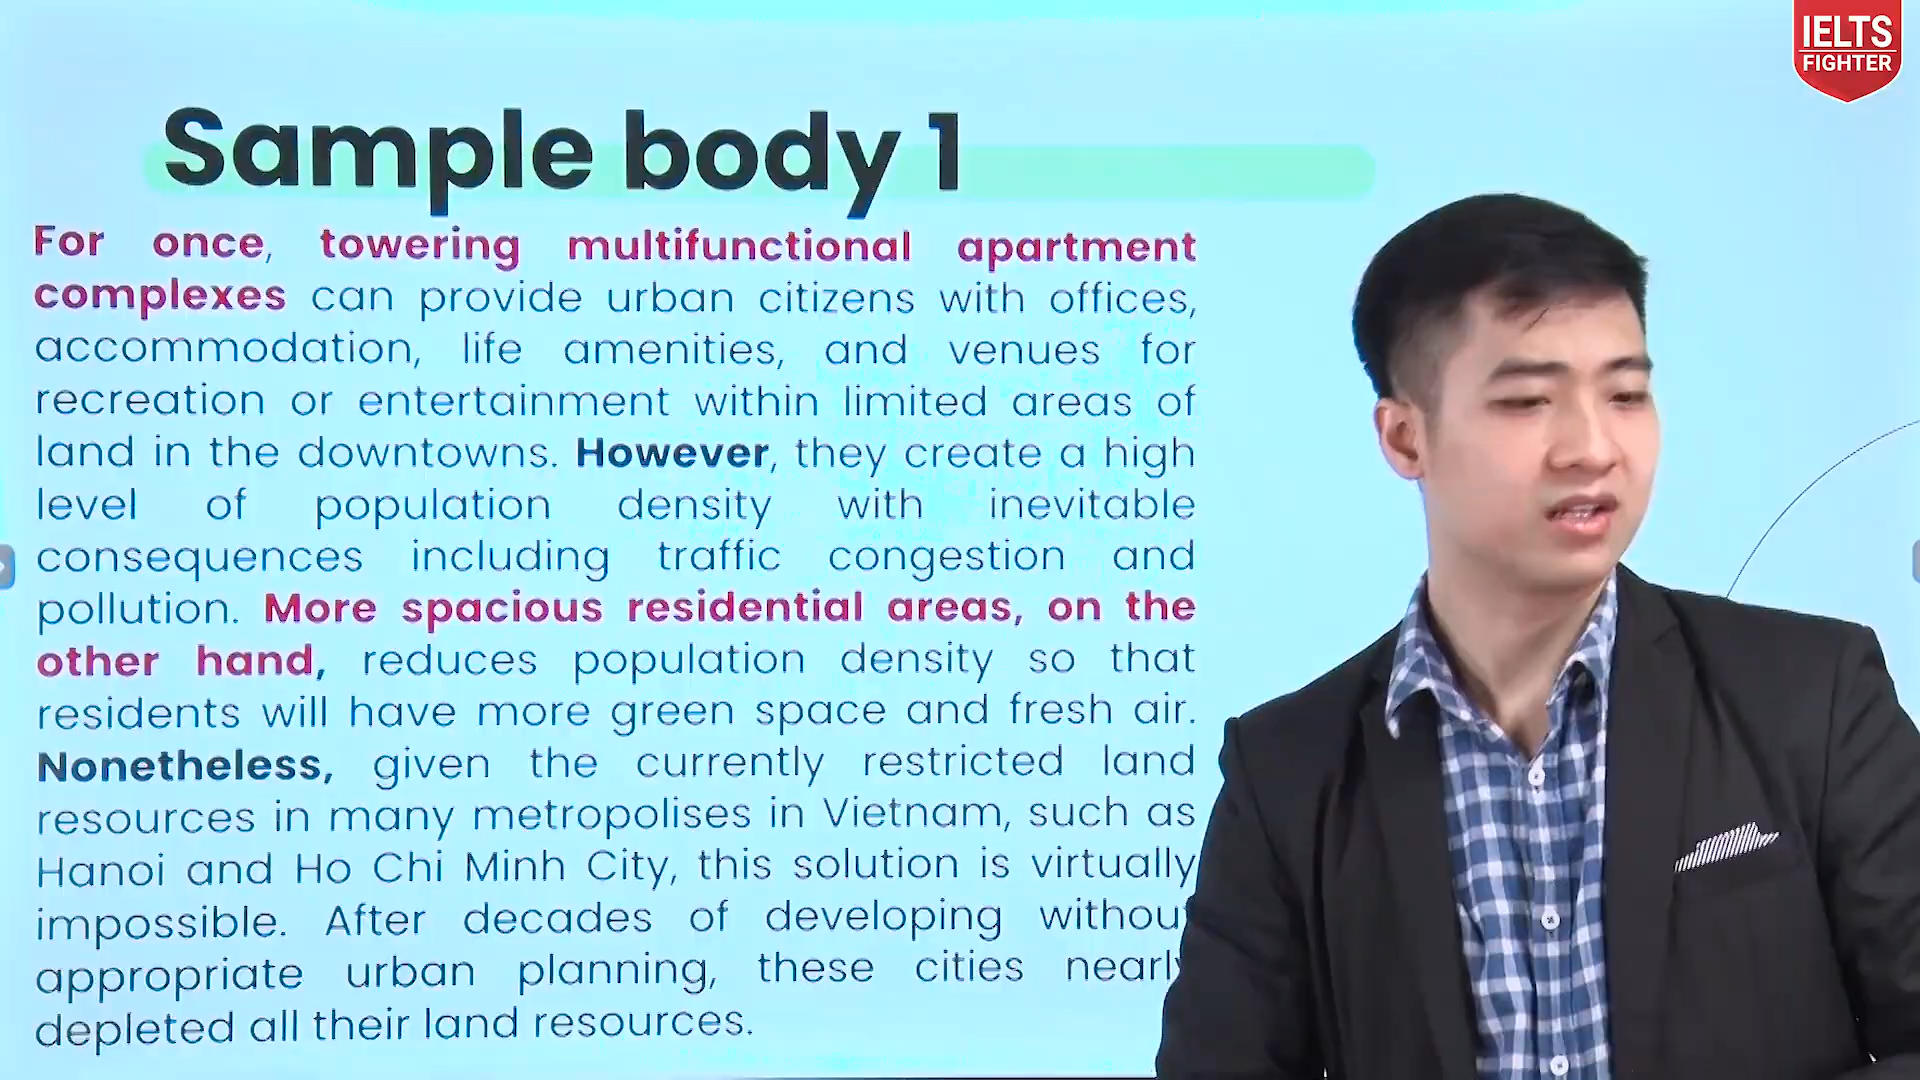 IELTS
FIGHTER
Sample body 1
For once, towering multifunctional apartment
complexes can provide urban citizens with offices,
accommodation, life amenities, and venues for
recreation or entertainment within limited areas of
land in the downtowns. However, they create a high
level of population density with inevitable
consequences including traffic congestion and
pollution. More spacious residential areas, on the
other hand, reduces population density so that
residents will have more green space and fresh air.
Nonetheless, given the currently restricted land
resources in many metropolises in Vietnam, such as
Hanoi and Ho Chi Minh City, this solution is virtually
impossible. After decades of developing without
appropriate urban planning, these cities nearly
depleted all their land resources.